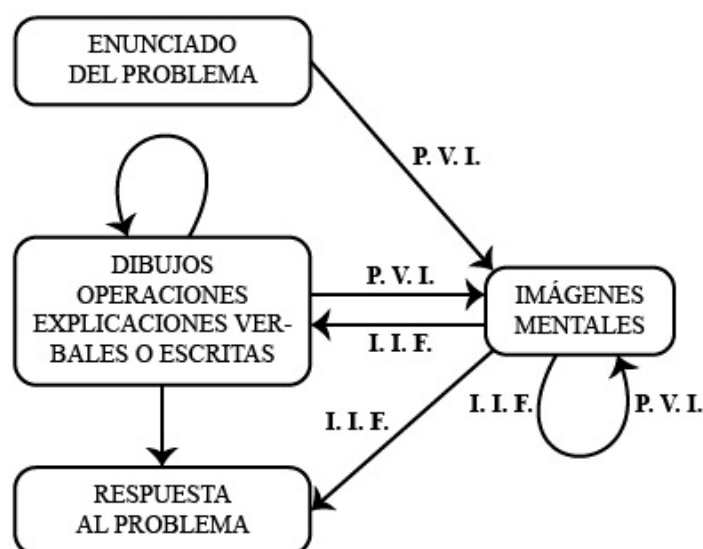 ENUNCIADO
DEL PROBLEMA
P. V. I.
DIBUJOS
OPERACIONES
EXPLICACIONES VER-
BALES O ESCRITAS
P. V. I.
I. I. F.
IMÁGENES
MENTALES
I. I. F.
I. I. F.
P. V. I.
RESPUESTA
AL PROBLEMA